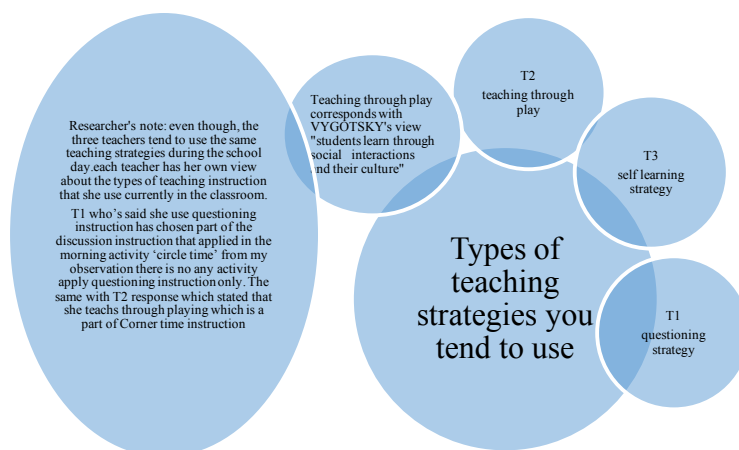 Researcher's note: even though, the
three teachers tend to use the same
teaching strategies during the school
day.each teacher has her own view
about the types of teaching instruction
that she use currently in the classroom.
T1 who's said she use questioning
instruction has chosen part of the
discussion instruction that applied in the
morning activity ‘circle time’ from my
observation there is no any activity
apply questioning instruction only. The
same with T2 response which stated that
she teachs through playing which is a
part of Corner time instruction
Teaching through play
corresponds with
VYGOTSKY's view
"students learn through
social interactions
and their culture"
T2
teaching through
play
T3
self learning
strategy
T1
questioning
strategy
Types of
teaching
strategies you
tend to use